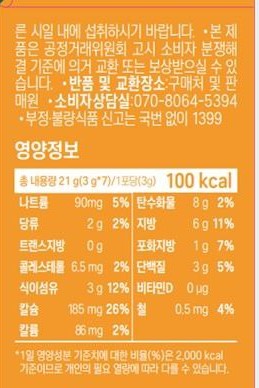 른 시일 내에 섭취하시기 바랍니다. •본 제
품은 공정거래위원회 고시 소비자 분쟁해
결 기준에 의거 교환 또는 보상받으실 수 있
습니다. •반품 및 교환장소:구매처 및 판
매원 •소비자상담실:070-8064-5394
•부정·불량식품 신고는 국번 없이 1399
영양정보
총 내용량 21 g(3 g*7)/1포당(3g) 100 kcal
나트륨 90mg 5% 탄수화물 8 g 2%
당류 2 g 2% 지방 6 g 11%
트랜스지방 0 g 포화지방 1 g 7%
콜레스테롤 6.5 mg 2% 단백질 3 g 5%
식이섬유 3 g 12% 비타민D 0 μg
칼슘 185 mg 26% 철 0.5 mg 4%
칼륨 86 mg 2%
*1일 영양성분 기준치에 대한 비율(%)은 2,000 kcal
기준이므로 개인의 필요 열량에 따라 다를 수 있습니다.